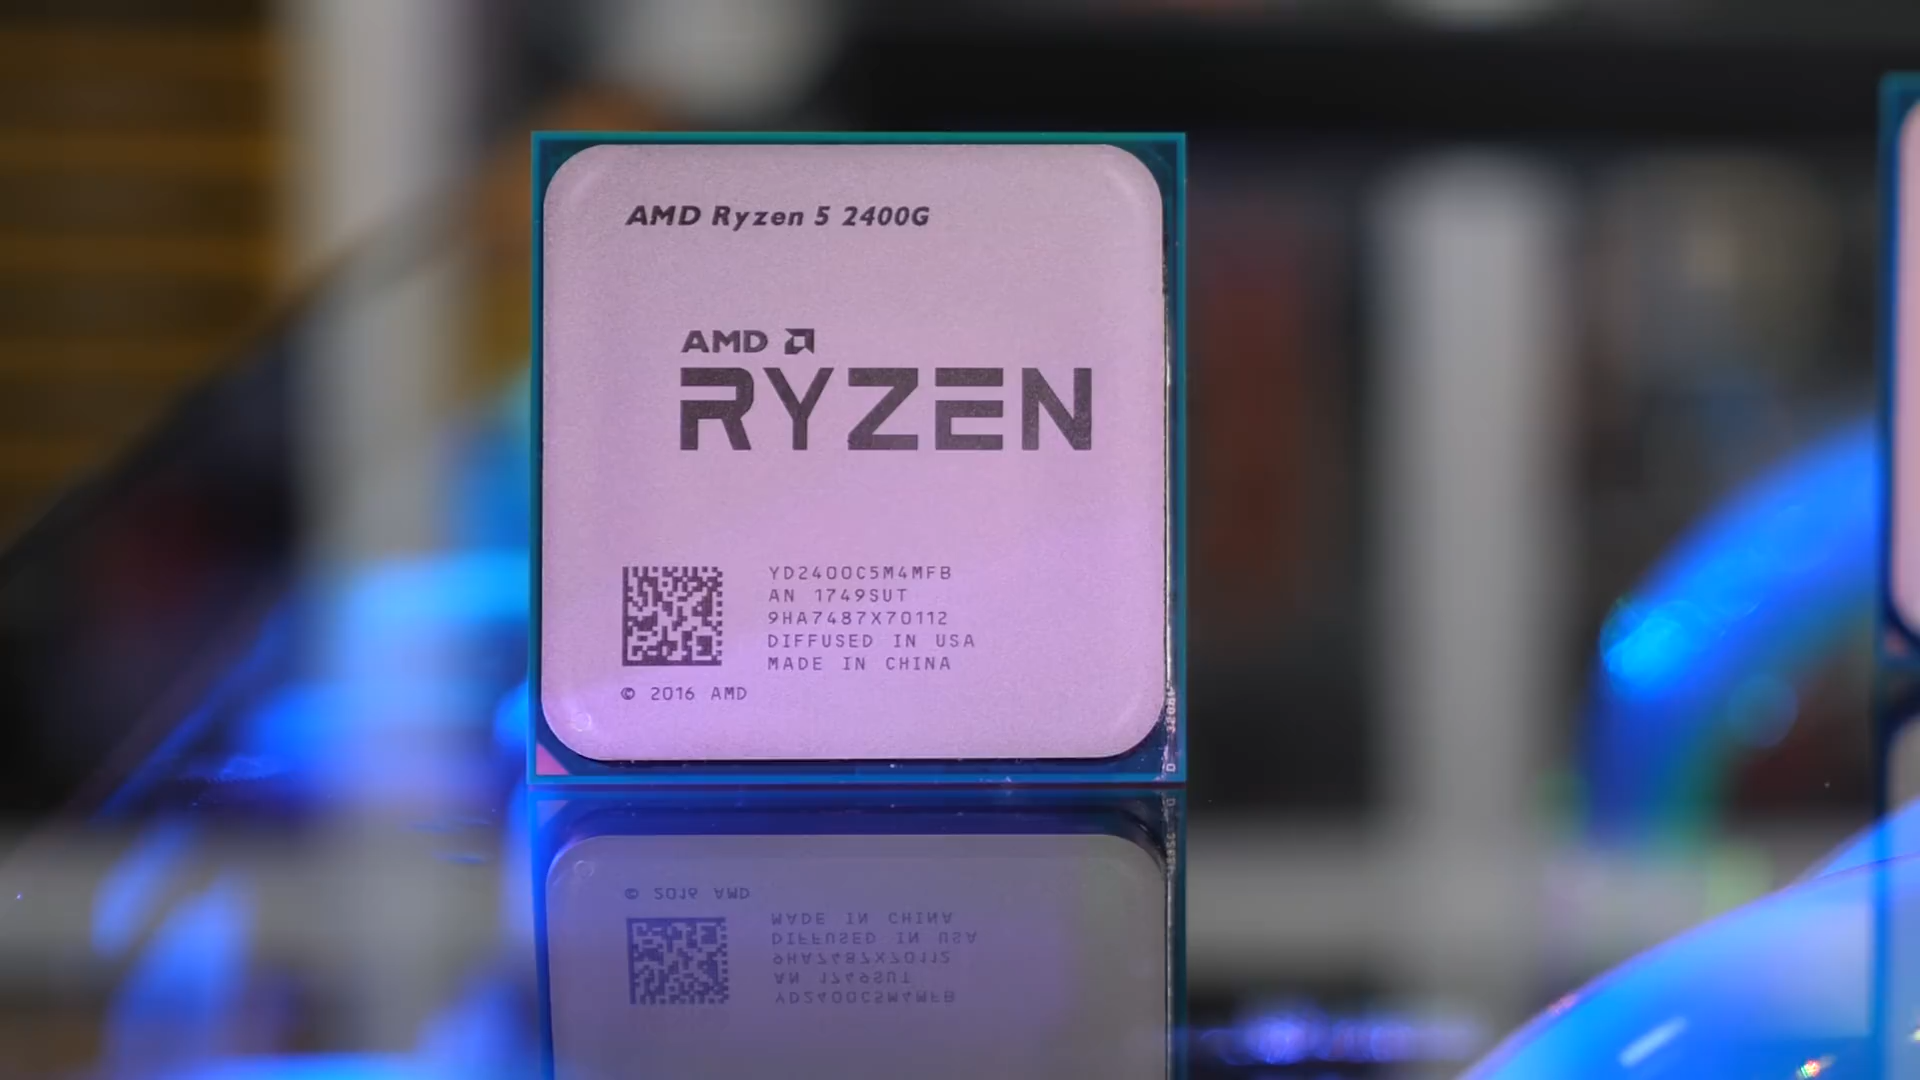 AMD Ryzen 5 2400G
AMD
RYZEN
YD2400C5M4MFB
AN 1749SUT
9HA7487X70112
DIFFUSED IN USA
MADE IN CHINA
© 2016 AMD